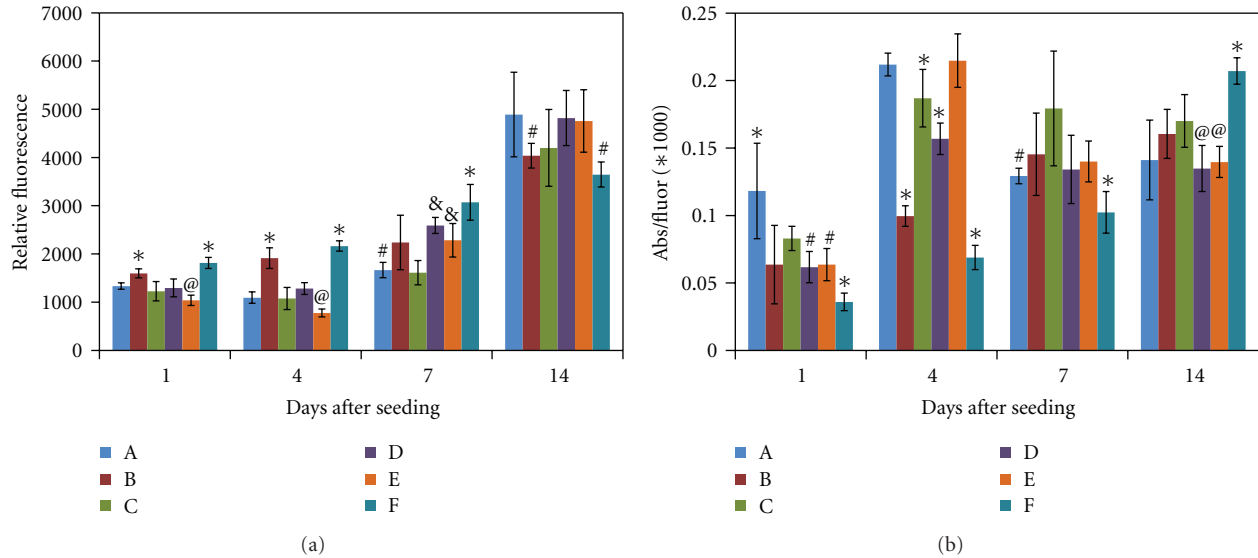 7000
6000
5000
4000
3000
2000
1000
0
Relative fluorescence
* * @ * * @ * # & & * # #
1 4 7 14
Days after seeding
A D
B E
C F
(a)
0.25
0.2
0.15
0.1
0.05
0
Abs/fluor (∗1000)
* # # * * * * * # * @ @ *
1 4 7 14
Days after seeding
A D
B E
C F
(b)